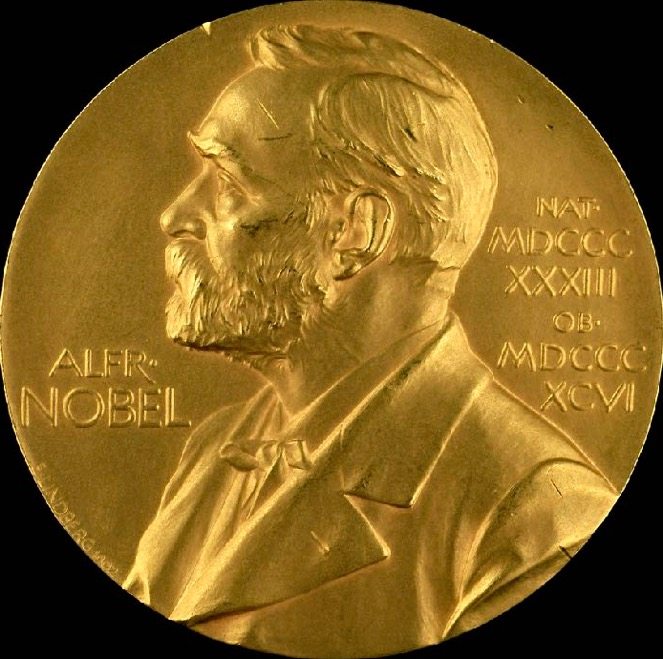 ALFR·
NOBEL
NAT·
MDCCC
XXXIII
OB·
MDCCC
XCVI